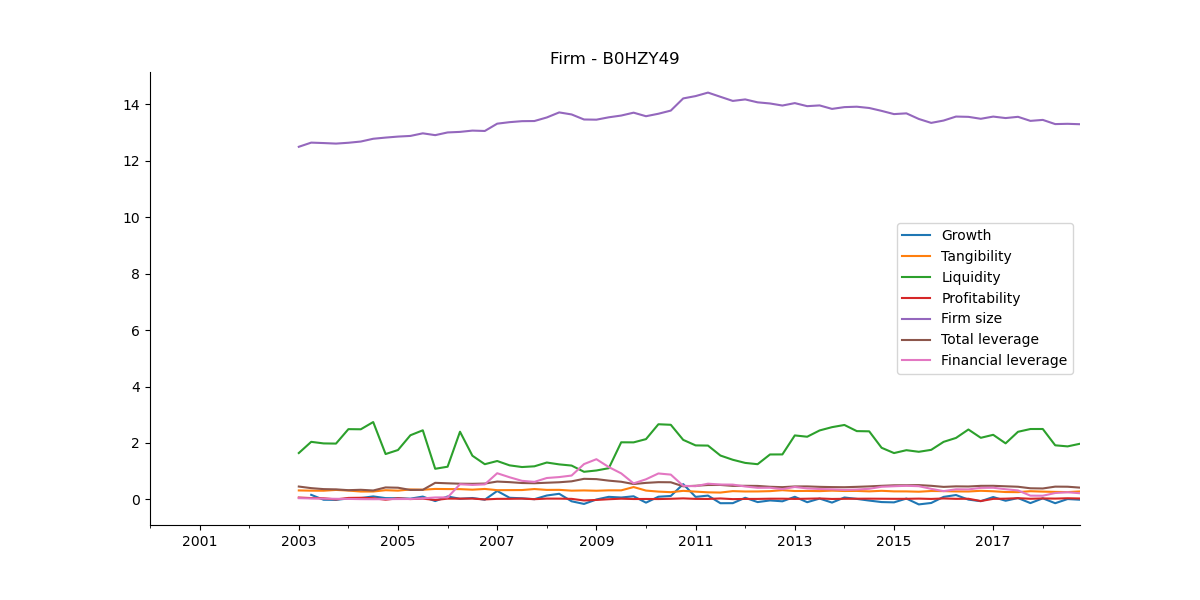 Firm - B0HZY49
14
12
10
8
6
4
2
0
Growth
Tangibility
Liquidity
Profitability
Firm size
Total leverage
Financial leverage
2001 2003 2005 2007 2009 2011 2013 2015 2017